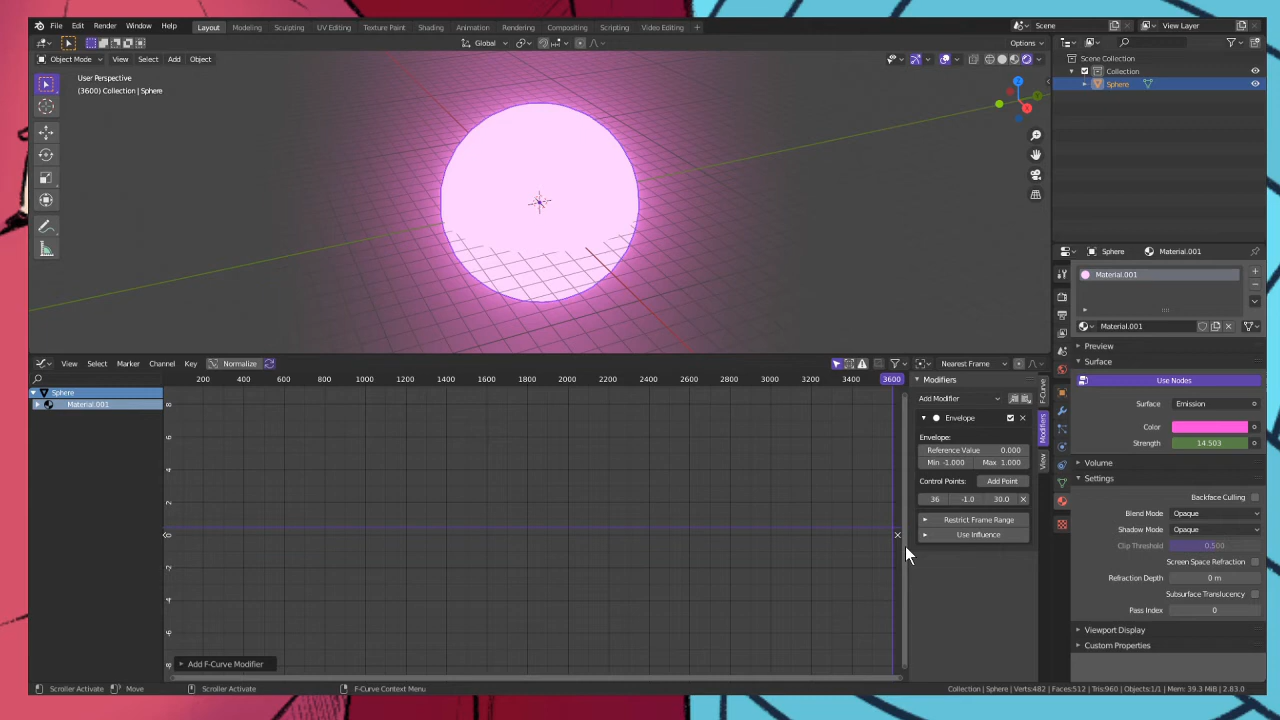 File Edit Render Window Help Layout Modeling Sculpting UV Editing Texture Paint Shading Animation Rendering Compositing Scripting Video Editing + Scene View Layer
Global Options
Object Mode View Select Add Object
User Perspective
(3600) Collection | Sphere
Scene Collection
Collection
Sphere
Sphere Material.001
Material.001
Material.001
Preview
Surface
Use Nodes
Surface Emission
Color
Strength 14.503
Volume
Settings
Backface Culling
Blend Mode Opaque
Shadow Mode Opaque
Clip Threshold 0.500
Screen Space Refraction
Refraction Depth 0 m
Subsurface Translucency
Pass Index 0
Viewport Display
Custom Properties
View Select Marker Channel Key Normalize Nearest Frame
200 400 600 800 1000 1200 1400 1600 1800 2000 2200 2400 2600 2800 3000 3200 3400 3600
Sphere
Material.001
Modifiers
Add Modifier
Envelope
Envelope:
Reference Value 0.000
Min -1.000 Max 1.000
Control Points: Add Point
36 -1.0 30.0
Restrict Frame Range
Use Influence
F-Curve
Modifiers
View
Add F-Curve Modifier
Scroller Activate Move Scroller Activate F-Curve Context Menu Collection | Sphere | Verts:482 | Faces:512 | Tris:960 | Objects:1/1 | Mem: 39.3 MiB | 2.83.0